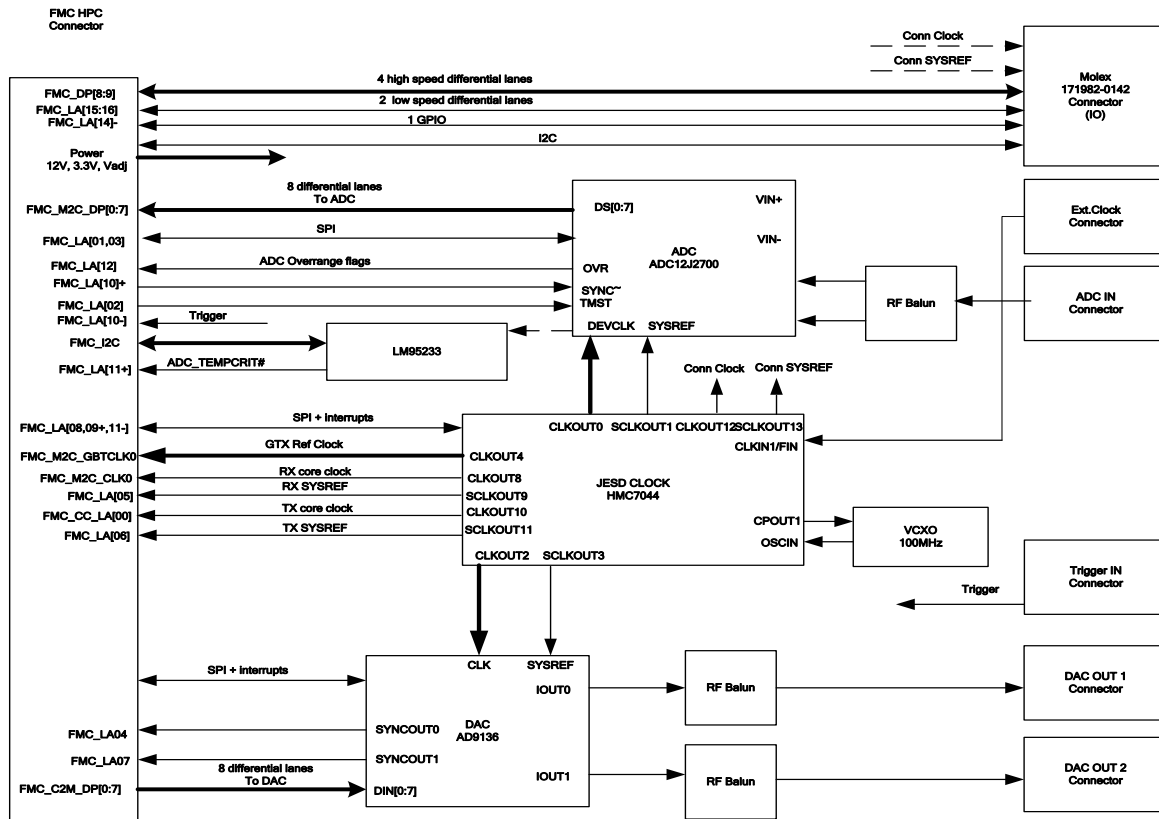 FMC HPC
Connector
Conn Clock
Conn SYSREF
Molex
171982-0142
Connector
(IO)
4 high speed differential lanes
FMC_DP[8:9]
2 low speed differential lanes
FMC_LA[15:16]
1 GPIO
FMC_LA[14]-
I2C
Power
12V, 3.3V, Vadj
8 differential lanes
To ADC
FMC_M2C_DP[0:7]
DS[0:7]
VIN+
Ext.Clock
Connector
SPI
FMC_LA[01,03]
VIN-
ADC
ADC12J2700
ADC Overrange flags
FMC_LA[12]
OVR
FMC_LA[10]+
SYNC~
RF Balun
ADC IN
Connector
FMC_LA[02]
TMST
FMC_LA[10-]
Trigger
DEVCLK
SYSREF
FMC_I2C
LM95233
FMC_LA[11+]
ADC_TEMPCRIT#
Conn Clock
Conn SYSREF
SPI + interrupts
FMC_LA[08,09+,11-]
CLKOUT0
SCLKOUT1
CLKOUT12
SCLKOUT13
CLKIN1/FIN
GTX Ref Clock
FMC_M2C_GBTCLK0
CLKOUT4
RX core clock
FMC_M2C_CLK0
CLKOUT8
JESD CLOCK
HMC7044
RX SYSREF
FMC_LA[05]
SCLKOUT9
TX core clock
FMC_CC_LA[00]
CLKOUT10
CPOUT1
VCXO
100MHz
TX SYSREF
FMC_LA[06]
SCLKOUT11
OSCIN
CLKOUT2
SCLKOUT3
Trigger IN
Connector
Trigger
SPI + interrupts
CLK
SYSREF
IOUT0
RF Balun
DAC OUT 1
Connector
FMC_LA04
SYNCOUT0
DAC
AD9136
FMC_LA07
SYNCOUT1
8 differential lanes
To DAC
IOUT1
RF Balun
DAC OUT 2
Connector
FMC_C2M_DP[0:7]
DIN[0:7]